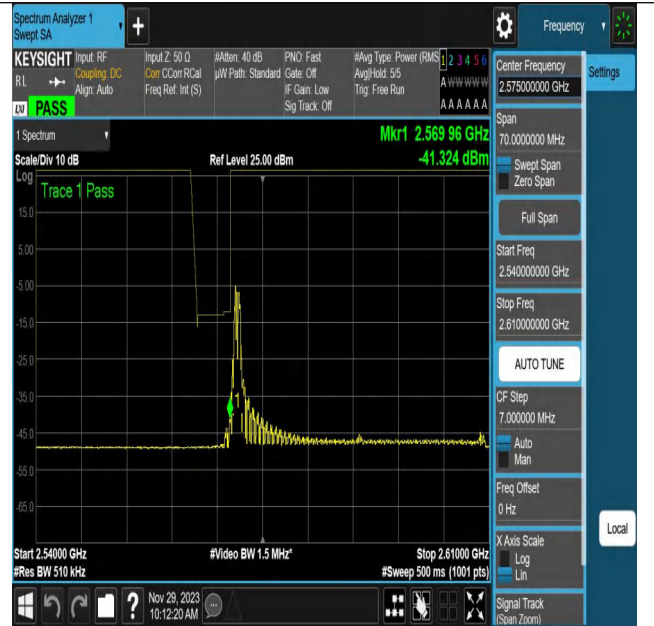 Spectrum Analyzer 1
Swept SA
Frequency
KEYSIGHT
RL
LXI PASS
Input: RF
Coupling: DC
Align: Auto
Input Z: 50 Ω
Corr CCorr RCal
Freq Ref: Int (S)
#Atten: 40 dB
µW Path: Standard
PNO: Fast
Gate: Off
IF Gain: Low
Sig Track: Off
#Avg Type: Power (RMS
Avg|Hold: 5/5
Trig: Free Run
1 2 3 4 5 6
A W W W W W
A A A A A A
1 Spectrum
Mkr1 2.569 96 GHz
Scale/Div 10 dB
Ref Level 25.00 dBm
-41.324 dBm
Log
Trace 1 Pass
15.0
5.00
-5.00
-15.0
-25.0
-35.0
1
-45.0
-55.0
-65.0
Start 2.54000 GHz
#Video BW 1.5 MHz*
Stop 2.61000 GHz
#Res BW 510 kHz
#Sweep 500 ms (1001 pts)
Nov 29, 2023
10:12:20 AM
Center Frequency
2.575000000 GHz
Settings
Span
70.0000000 MHz
Swept Span
Zero Span
Full Span
Start Freq
2.540000000 GHz
Stop Freq
2.610000000 GHz
AUTO TUNE
CF Step
7.000000 MHz
Auto
Man
Freq Offset
0 Hz
Local
X Axis Scale
Log
Lin
Signal Track
(Span Zoom)